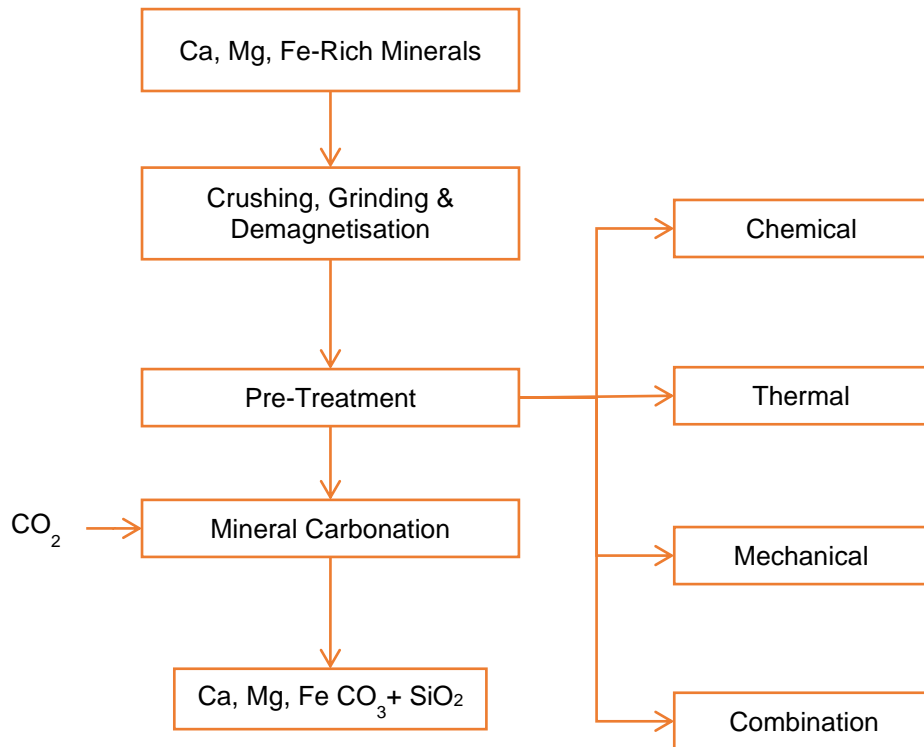 Ca, Mg, Fe-Rich Minerals
Crushing, Grinding &
Demagnetisation
Chemical
Pre-Treatment
Thermal
CO₂
Mineral Carbonation
Mechanical
Ca, Mg, Fe CO₃+ SiO₂
Combination